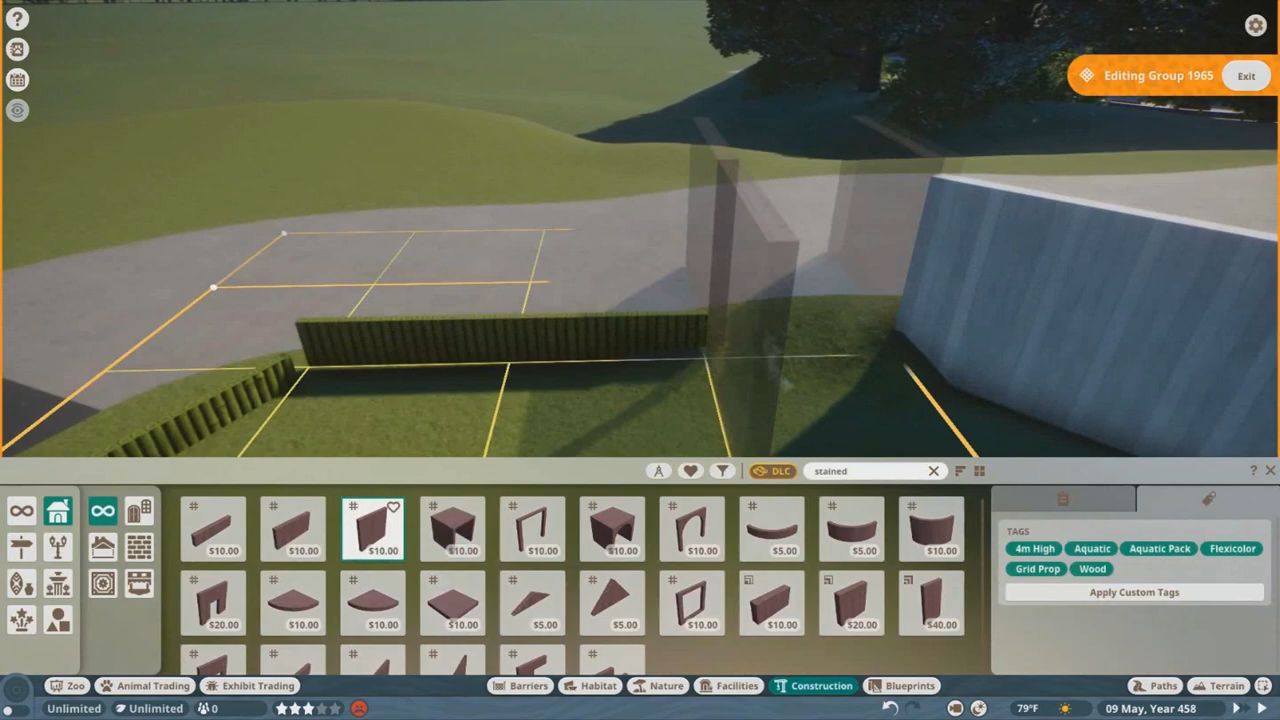 ?
Editing Group 1965 Exit
DLC stained
?
$10.00 $10.00 $10.00 $10.00 $10.00 $10.00 $10.00 $5.00 $5.00 $10.00
$20.00 $10.00 $10.00 $10.00 $5.00 $5.00 $10.00 $10.00 $20.00 $40.00
TAGS
4m High Aquatic Aquatic Pack Flexicolor
Grid Prop Wood
Apply Custom Tags
Zoo Animal Trading Exhibit Trading Barriers Habitat Nature Facilities Construction Blueprints Paths Terrain
Unlimited Unlimited 0 79°F 09 May, Year 458